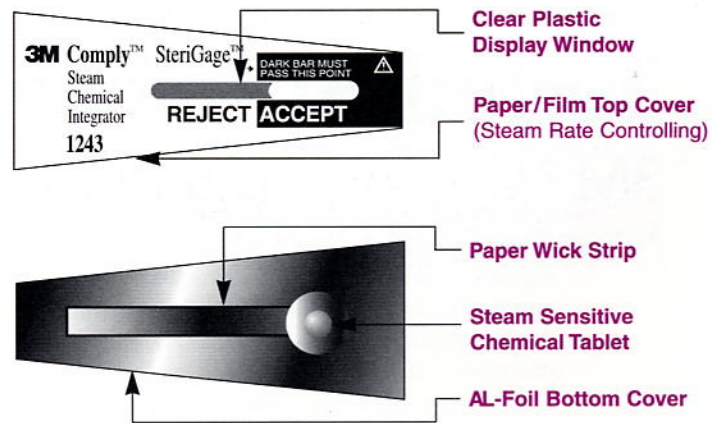 Clear Plastic
Display Window
3M Comply™ SteriGage™
Steam
Chemical
Integrator
1243
DARK BAR MUST
PASS THIS POINT
REJECT ACCEPT
Paper/Film Top Cover
(Steam Rate Controlling)
Paper Wick Strip
Steam Sensitive
Chemical Tablet
AL-Foil Bottom Cover